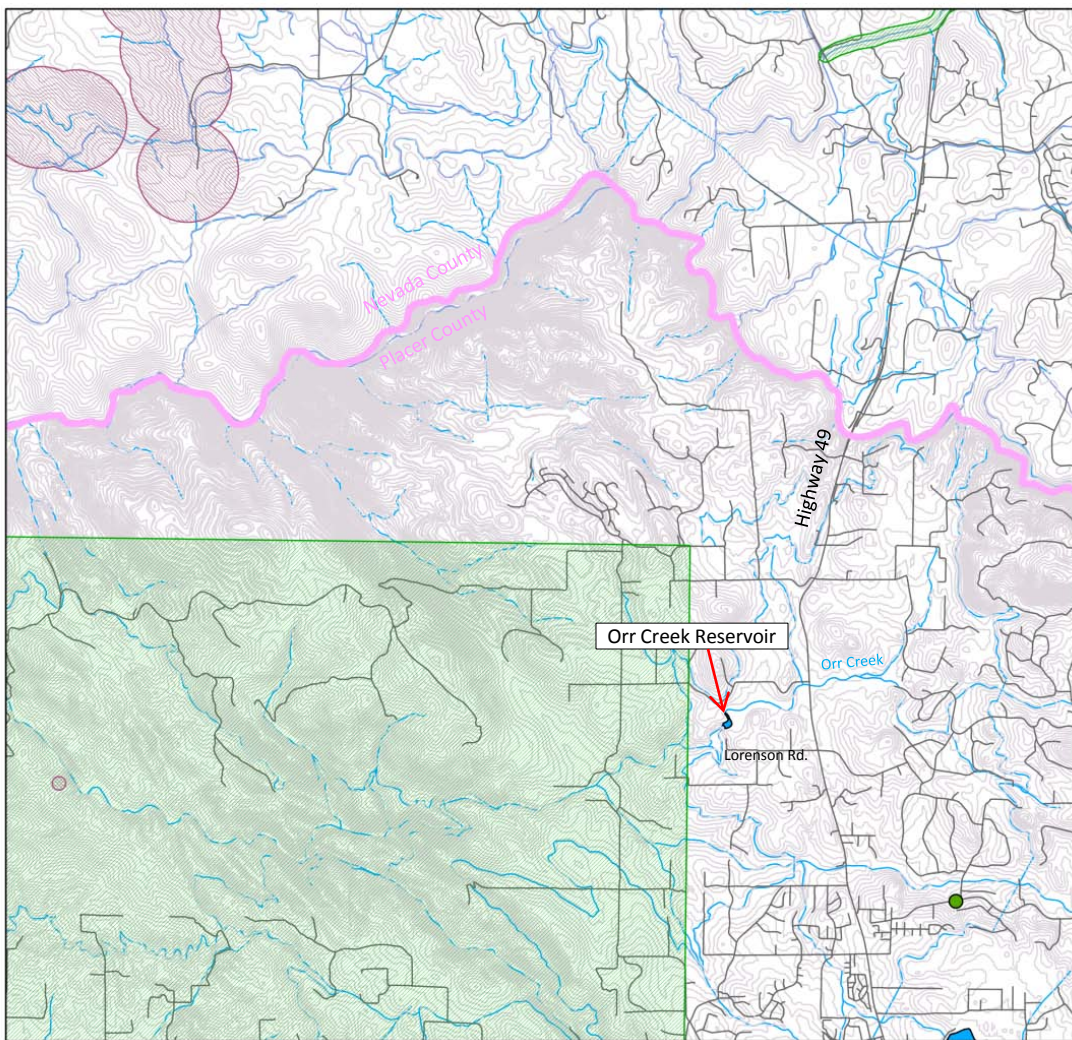 Nevada County
Placer County
Highway 49
Orr Creek Reservoir
Orr Creek
Lorenson Rd.